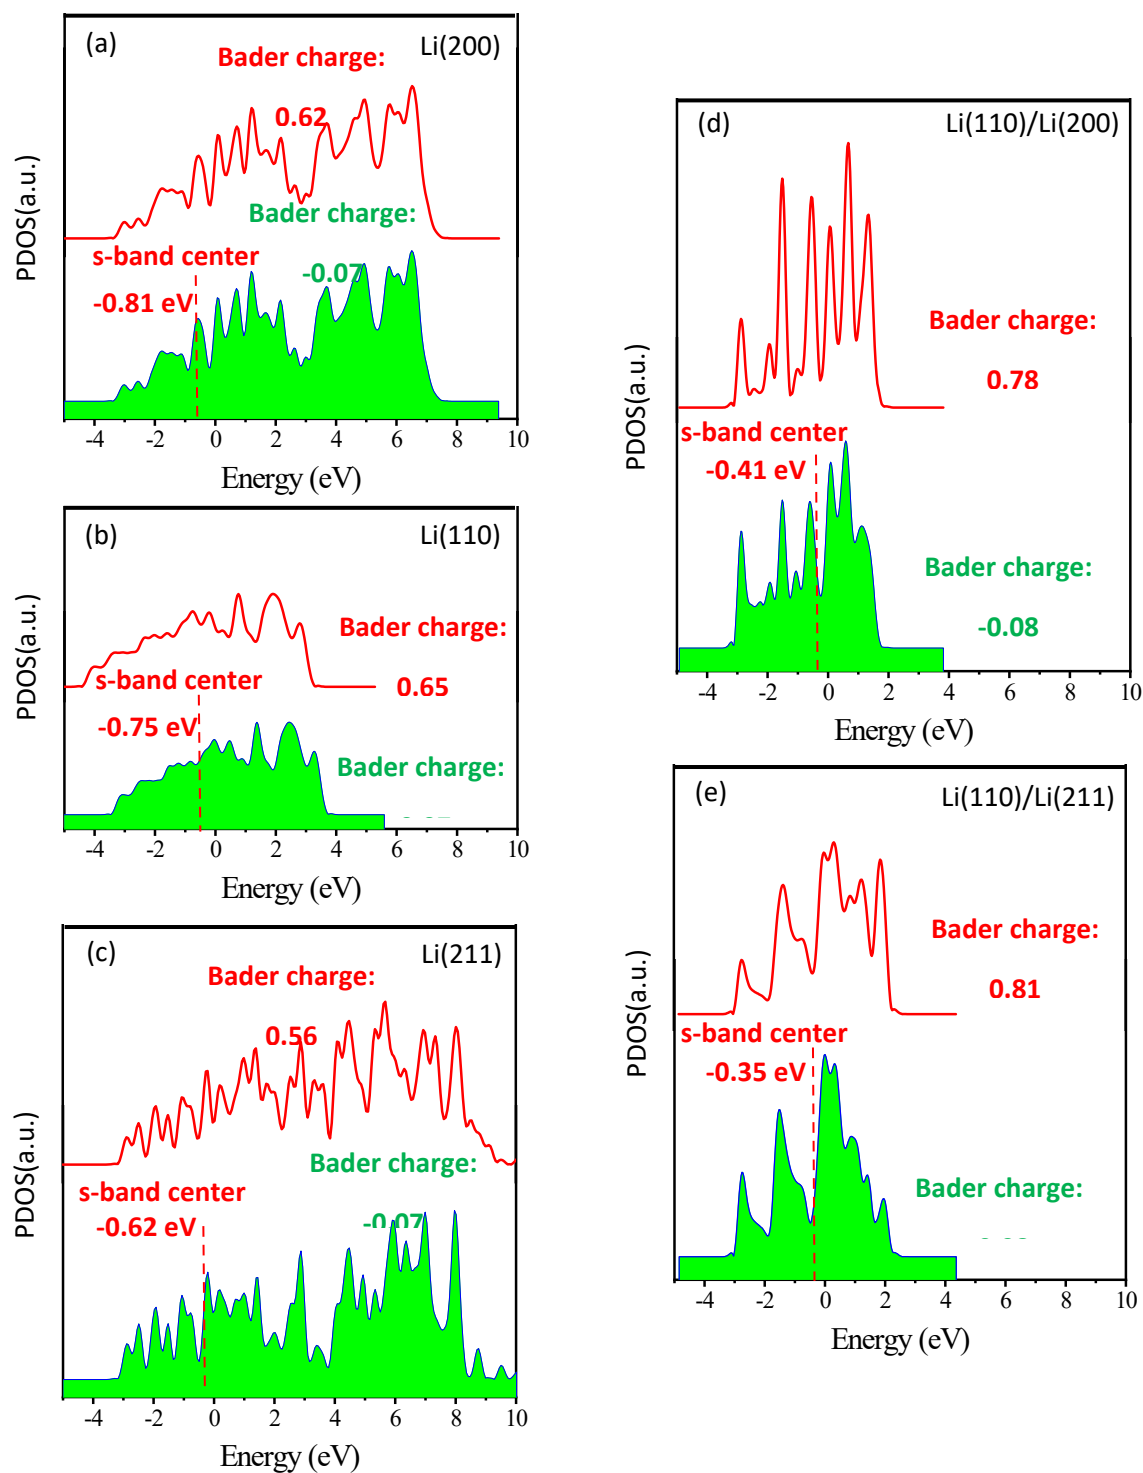 (a)
Li(200)
Bader charge:
0.62
Bader charge:
-0.07
s-band center
-0.81 eV
PDOS(a.u.)
-4 -2 0 2 4 6 8 10
Energy (eV)
(b)
Li(110)
Bader charge:
0.65
s-band center
-0.75 eV
Bader charge:
PDOS(a.u.)
-4 -2 0 2 4 6 8 10
Energy (eV)
(c)
Li(211)
Bader charge:
0.56
Bader charge:
-0.07
s-band center
-0.62 eV
PDOS(a.u.)
-4 -2 0 2 4 6 8 10
Energy (eV)
(d)
Li(110)/Li(200)
Bader charge:
0.78
s-band center
-0.41 eV
Bader charge:
-0.08
PDOS(a.u.)
-4 -2 0 2 4 6 8 10
Energy (eV)
(e)
Li(110)/Li(211)
Bader charge:
0.81
s-band center
-0.35 eV
Bader charge:
PDOS(a.u.)
-4 -2 0 2 4 6 8 10
Energy (eV)